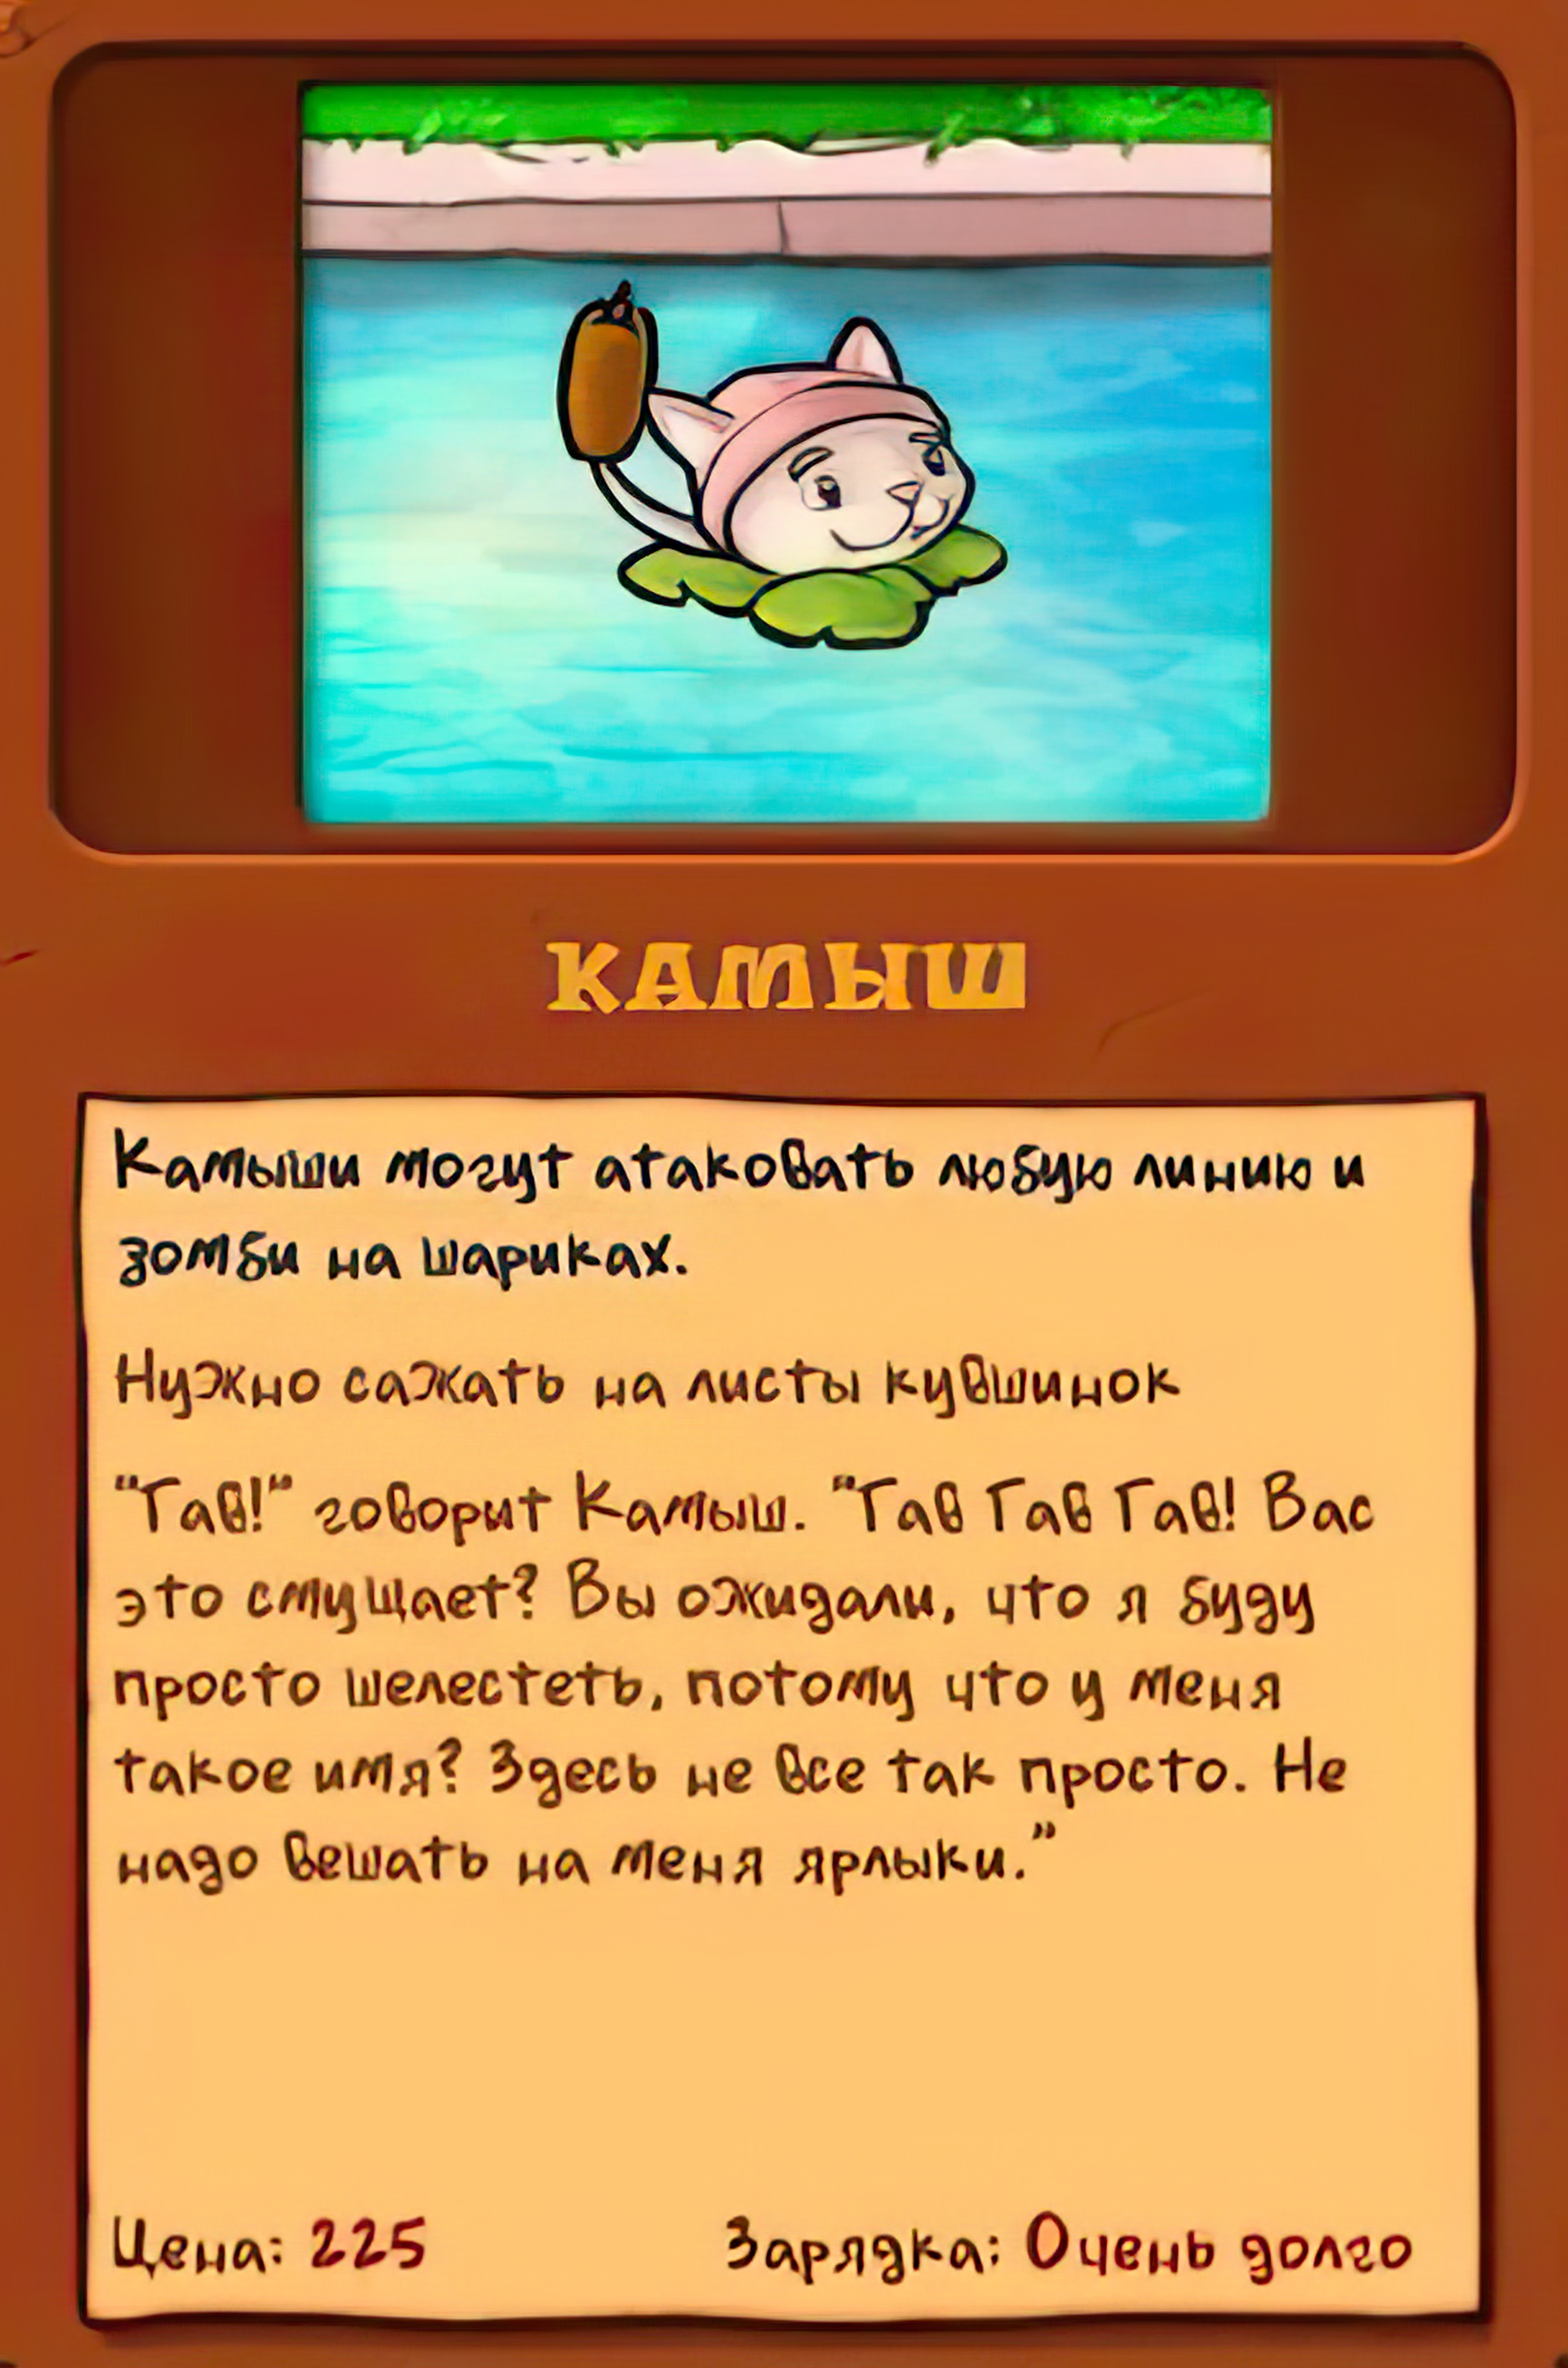 КАМЫШ
Камыши могут атаковать любую линию и
зомби на шариках.
Нужно сажать на листы кувшинок
"Гав!" говорит Камыш. "Гав Гав Гав! Вас
это смущает? Вы ожидали, что я буду
просто шелестеть, потому что у меня
такое имя? Здесь не все так просто. Не
надо вешать на меня ярлыки."
Цена: 225 Зарядка: Очень долго